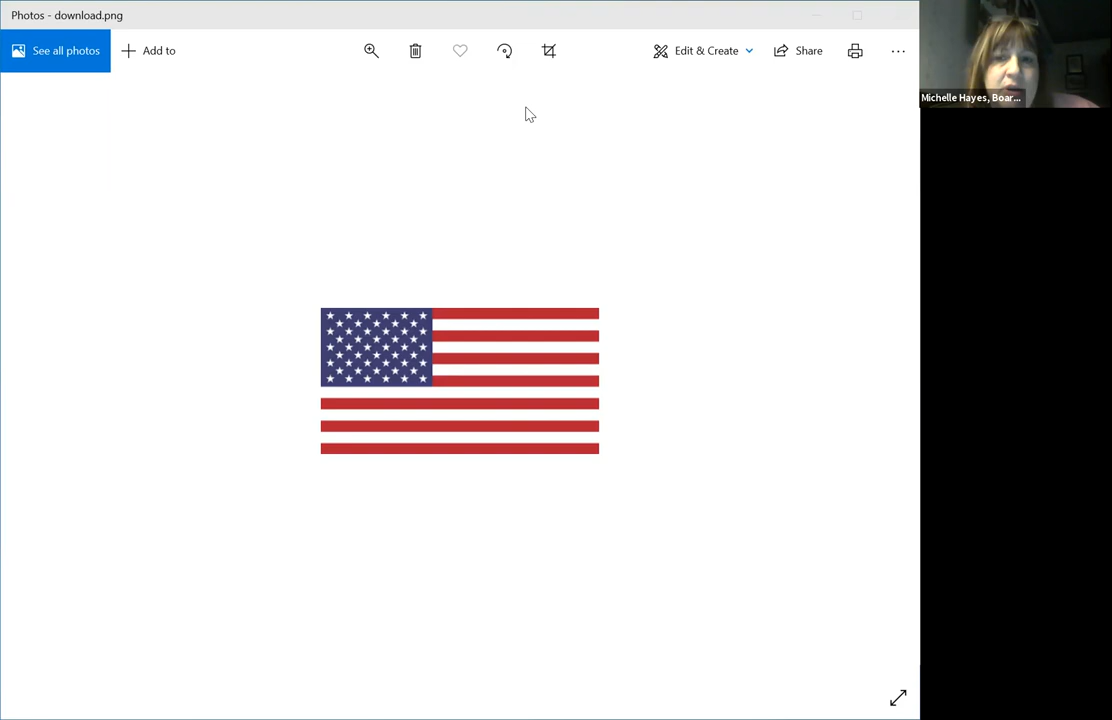 Photos - download.png
See all photos
Add to
Edit & Create
Share
Michelle Hayes, Boar...